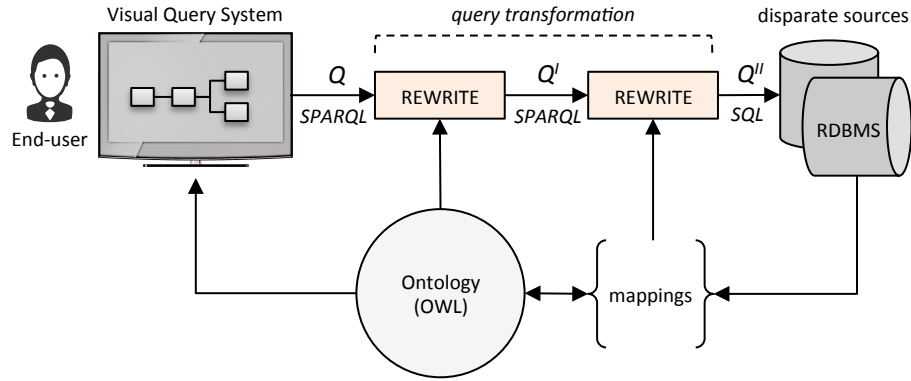 Visual Query System
query transformation
disparate sources
End-user
Q
SPARQL
REWRITE
Q^I
SPARQL
REWRITE
Q^II
SQL
RDBMS
Ontology
(OWL)
mappings